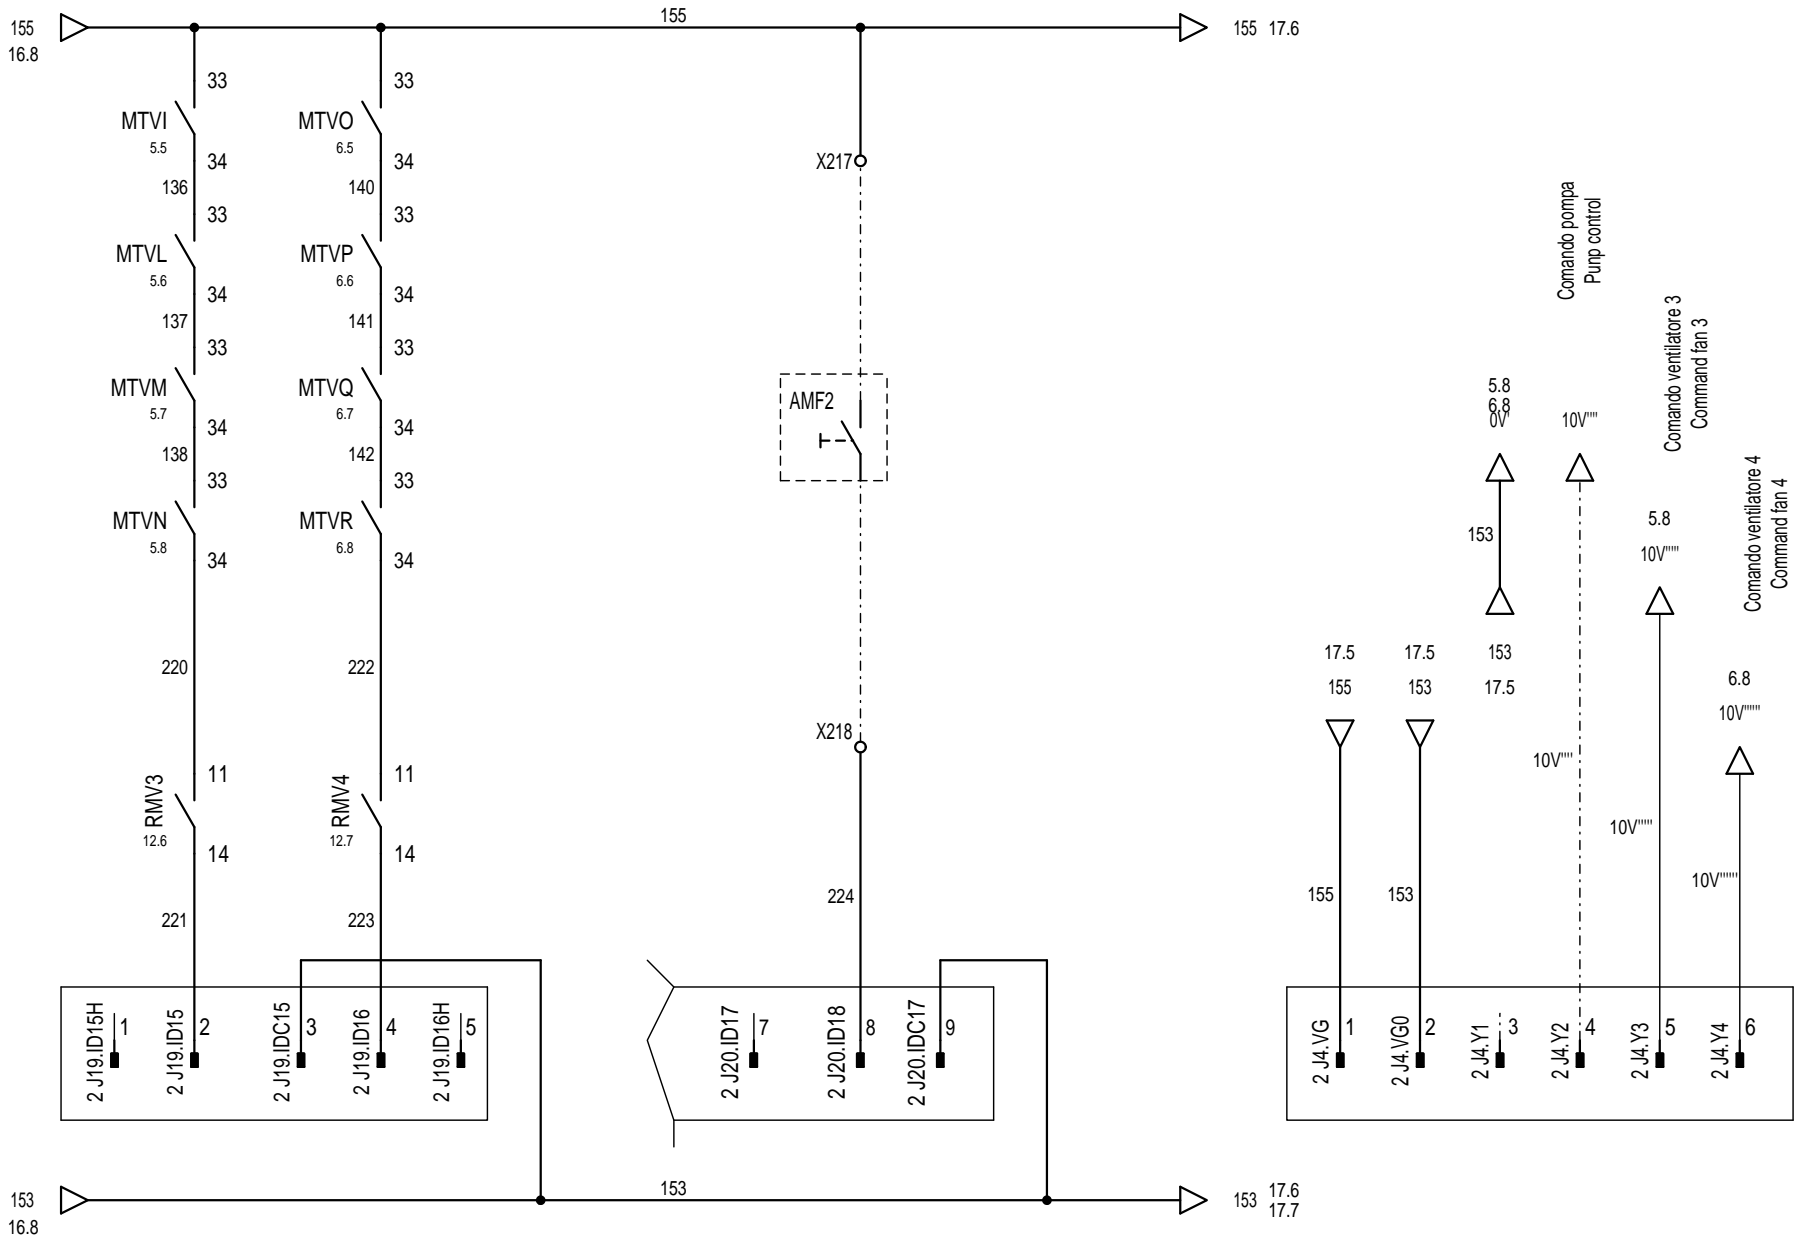 155
16.8
155
155 17.6
33
33
MTVI
5.5
MTVO
6.5
34
34
136
140
33
33
X217
MTVL
5.6
MTVP
6.6
34
34
137
141
33
33
MTVM
5.7
MTVQ
6.7
34
34
138
142
33
33
MTVN
5.8
MTVR
6.8
34
34
AMF2
220
222
X218
11
11
RMV3
12.6
RMV4
12.7
14
14
221
223
224
2 J19.ID15H
1
2 J19.ID15
2
2 J19.IDC15
3
2 J19.ID16
4
2 J19.ID16H
5
2 J20.ID17
7
2 J20.ID18
8
2 J20.IDC17
9
153
16.8
153
153 17.6
17.7
Comando pompa
Punp control
Comando ventilatore 3
Command fan 3
Comando ventilatore 4
Command fan 4
5.8
6.8
0V'
10V''''
153
5.8
10V'''''
17.5
155
17.5
153
153
17.5
6.8
10V''''''
10V''''
10V'''''
10V''''''
155
153
2 J4.VG
1
2 J4.VG0
2
2 J4.Y1
3
2 J4.Y2
4
2 J4.Y3
5
2 J4.Y4
6